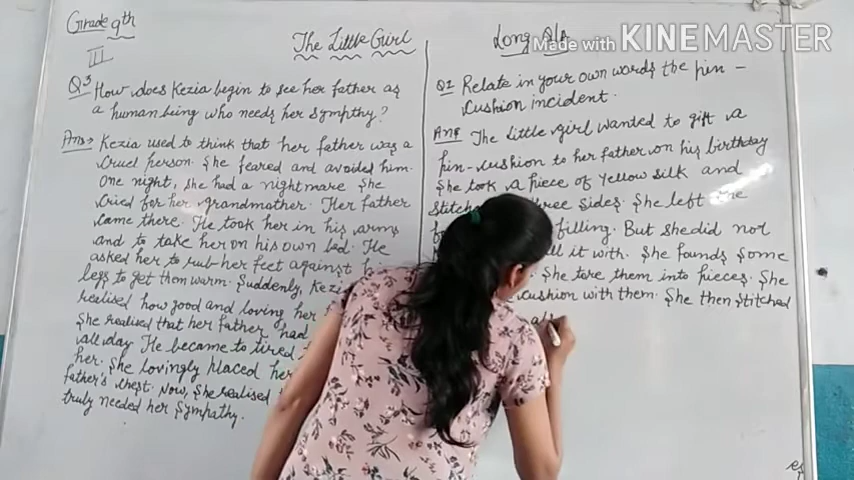 Grade 9th
III
The Little Girl
Q3 How does Kezia begin to see her father as
a human being who needs her sympthy?
Ans→ Kezia used to think that her father was a
cruel person. She feared and avoided him.
One night, she had a nightmare She
cried for her grandmother. Her father
came there. He took her in his arms
and to take her on his own bed. He
asked her to rub her feet against
legs to get them warm. Suddenly, Kezi
realised how good and loving her
She realised that her father had
all day He became to tired
her. She lovingly placed her
father's chest. Now, she realised
truly needed her sympathy.
Long Q/A
Made with KINEMASTER
Q1 Relate in your own words the pin-
cushion incident.
Ans The little girl wanted to gift a
pin-cushion to her father on his birthday
She took a piece of yellow silk and
three sides. She left
filling. But she did not
it with. She founds some
She tore them into pieces. She
cushion with them. She then stitched